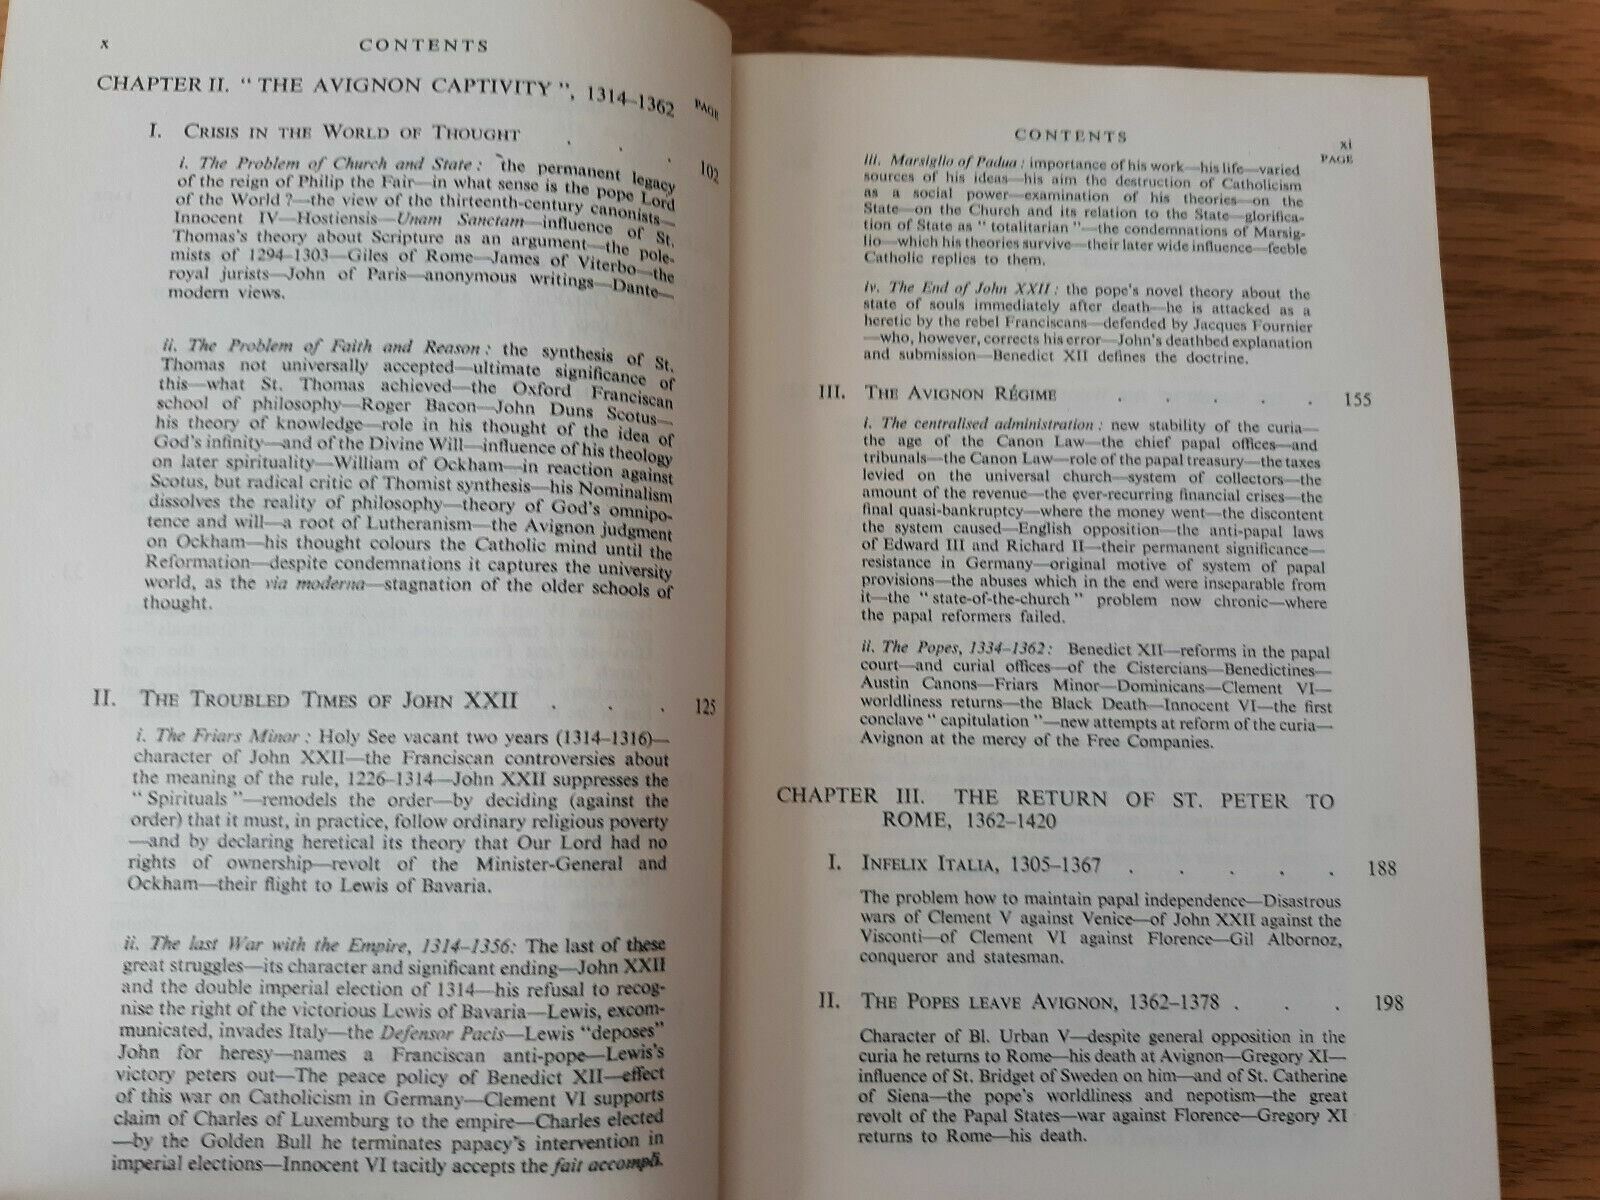 x
CONTENTS
CHAPTER II. "THE AVIGNON CAPTIVITY", 1314–1362 PAGE
I. CRISIS IN THE WORLD OF THOUGHT . . . 102
i. The Problem of Church and State: the permanent legacy
of the reign of Philip the Fair—in what sense is the pope Lord
of the World?—the view of the thirteenth-century canonists—
Innocent IV—Hostiensis—Unam Sanctam—influence of St.
Thomas's theory about Scripture as an argument—the pole-
mists of 1294–1303—Giles of Rome—James of Viterbo—the
royal jurists—John of Paris—anonymous writings—Dante—
modern views.
ii. The Problem of Faith and Reason: the synthesis of St.
Thomas not universally accepted—ultimate significance of
this—what St. Thomas achieved—the Oxford Franciscan
school of philosophy—Roger Bacon—John Duns Scotus—
his theory of knowledge—role in his thought of the idea of
God's infinity—and of the Divine Will—influence of his theology
on later spirituality—William of Ockham—in reaction against
Scotus, but radical critic of Thomist synthesis—his Nominalism
dissolves the reality of philosophy—theory of God's omnipo-
tence and will—a root of Lutheranism—the Avignon judgment
on Ockham—his thought colours the Catholic mind until the
Reformation—despite condemnations it captures the university
world, as the via moderna—stagnation of the older schools of
thought.
II. THE TROUBLED TIMES OF JOHN XXII . . . 125
i. The Friars Minor: Holy See vacant two years (1314–1316)—
character of John XXII—the Franciscan controversies about
the meaning of the rule, 1226–1314—John XXII suppresses the
"Spirituals"—remodels the order—by deciding (against the
order) that it must, in practice, follow ordinary religious poverty
—and by declaring heretical its theory that Our Lord had no
rights of ownership—revolt of the Minister-General and
Ockham—their flight to Lewis of Bavaria.
ii. The last War with the Empire, 1314–1356: The last of these
great struggles—its character and significant ending—John XXII
and the double imperial election of 1314—his refusal to recog-
nise the right of the victorious Lewis of Bavaria—Lewis, excom-
municated, invades Italy—the Defensor Pacis—Lewis "deposes"
John for heresy—names a Franciscan anti-pope—Lewis's
victory peters out—The peace policy of Benedict XII—effect
of this war on Catholicism in Germany—Clement VI supports
claim of Charles of Luxemburg to the empire—Charles elected
—by the Golden Bull he terminates papacy's intervention in
imperial elections—Innocent VI tacitly accepts the fait accompli.
CONTENTS
xi
PAGE
iii. Marsiglio of Padua: importance of his work—his life—varied
sources of his ideas—his aim the destruction of Catholicism
as a social power—examination of his theories—on the
State—on the Church and its relation to the State—glorifica-
tion of State as "totalitarian"—the condemnations of Marsig-
lio—which his theories survive—their later wide influence—feeble
Catholic replies to them.
iv. The End of John XXII: the pope's novel theory about the
state of souls immediately after death—he is attacked as a
heretic by the rebel Franciscans—defended by Jacques Fournier
—who, however, corrects his error—John's deathbed explanation
and submission—Benedict XII defines the doctrine.
III. THE AVIGNON RÉGIME . . . . . 155
i. The centralised administration: new stability of the curia—
the age of the Canon Law—the chief papal offices—and
tribunals—the Canon Law—role of the papal treasury—the taxes
levied on the universal church—system of collectors—the
amount of the revenue—the ever-recurring financial crises—the
final quasi-bankruptcy—where the money went—the discontent
the system caused—English opposition—the anti-papal laws
of Edward III and Richard II—their permanent significance—
resistance in Germany—original motive of system of papal
provisions—the abuses which in the end were inseparable from
it—the "state-of-the-church" problem now chronic—where
the papal reformers failed.
ii. The Popes, 1334–1362: Benedict XII—reforms in the papal
court—and curial offices—of the Cistercians—Benedictines—
Austin Canons—Friars Minor—Dominicans—Clement VI—
worldliness returns—the Black Death—Innocent VI—the first
conclave "capitulation"—new attempts at reform of the curia—
Avignon at the mercy of the Free Companies.
CHAPTER III. THE RETURN OF ST. PETER TO
ROME, 1362–1420
I. INFELIX ITALIA, 1305–1367 . . . . . 188
The problem how to maintain papal independence—Disastrous
wars of Clement V against Venice—of John XXII against the
Visconti—of Clement VI against Florence—Gil Albornoz,
conqueror and statesman.
II. THE POPES LEAVE AVIGNON, 1362–1378 . . . 198
Character of Bl. Urban V—despite general opposition in the
curia he returns to Rome—his death at Avignon—Gregory XI—
influence of St. Bridget of Sweden on him—and of St. Catherine
of Siena—the pope's worldliness and nepotism—the great
revolt of the Papal States—war against Florence—Gregory XI
returns to Rome—his death.